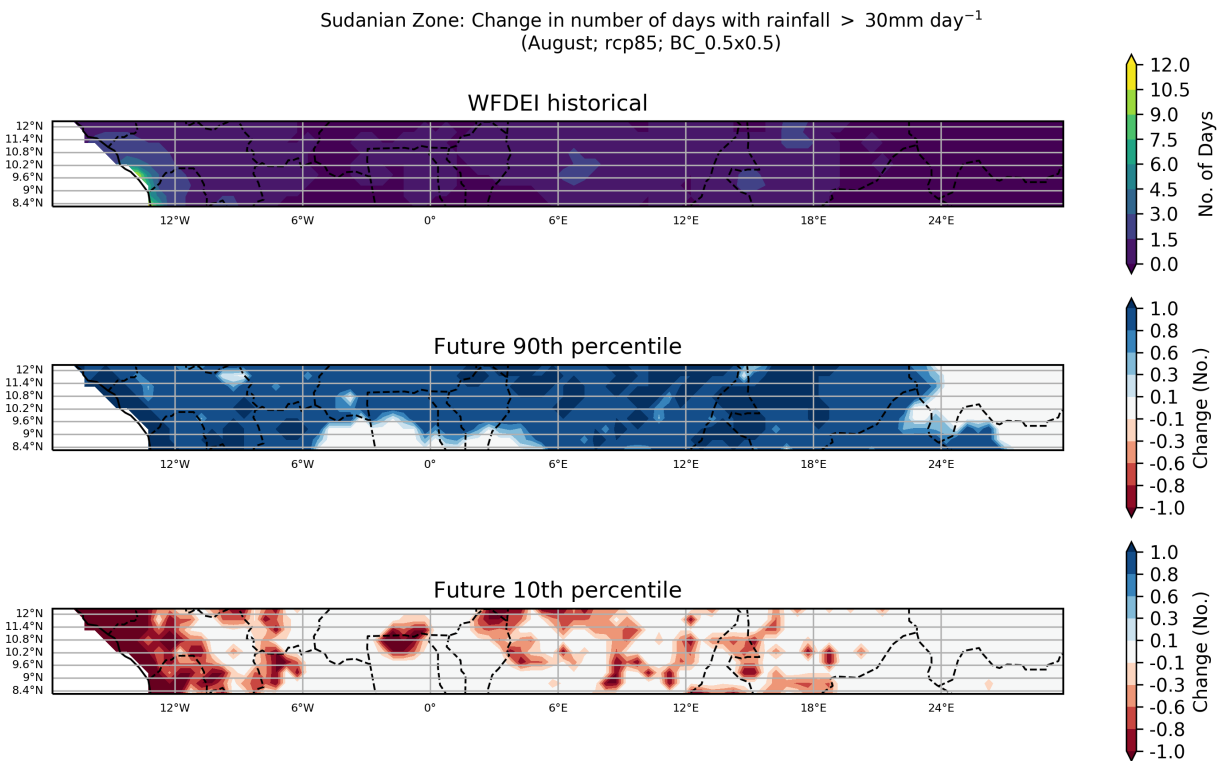 Sudanian Zone: Change in number of days with rainfall > 30mm day⁻¹
(August; rcp85; BC_0.5x0.5)
WFDEI historical
12°N
11.4°N
10.8°N
10.2°N
9.6°N
9°N
8.4°N
12°W 6°W 0° 6°E 12°E 18°E 24°E
12.0
10.5
9.0
7.5
6.0
4.5
3.0
1.5
0.0
No. of Days
Future 90th percentile
12°N
11.4°N
10.8°N
10.2°N
9.6°N
9°N
8.4°N
12°W 6°W 0° 6°E 12°E 18°E 24°E
1.0
0.8
0.6
0.3
0.1
-0.1
-0.3
-0.6
-0.8
-1.0
Change (No.)
Future 10th percentile
12°N
11.4°N
10.8°N
10.2°N
9.6°N
9°N
8.4°N
12°W 6°W 0° 6°E 12°E 18°E 24°E
1.0
0.8
0.6
0.3
0.1
-0.1
-0.3
-0.6
-0.8
-1.0
Change (No.)